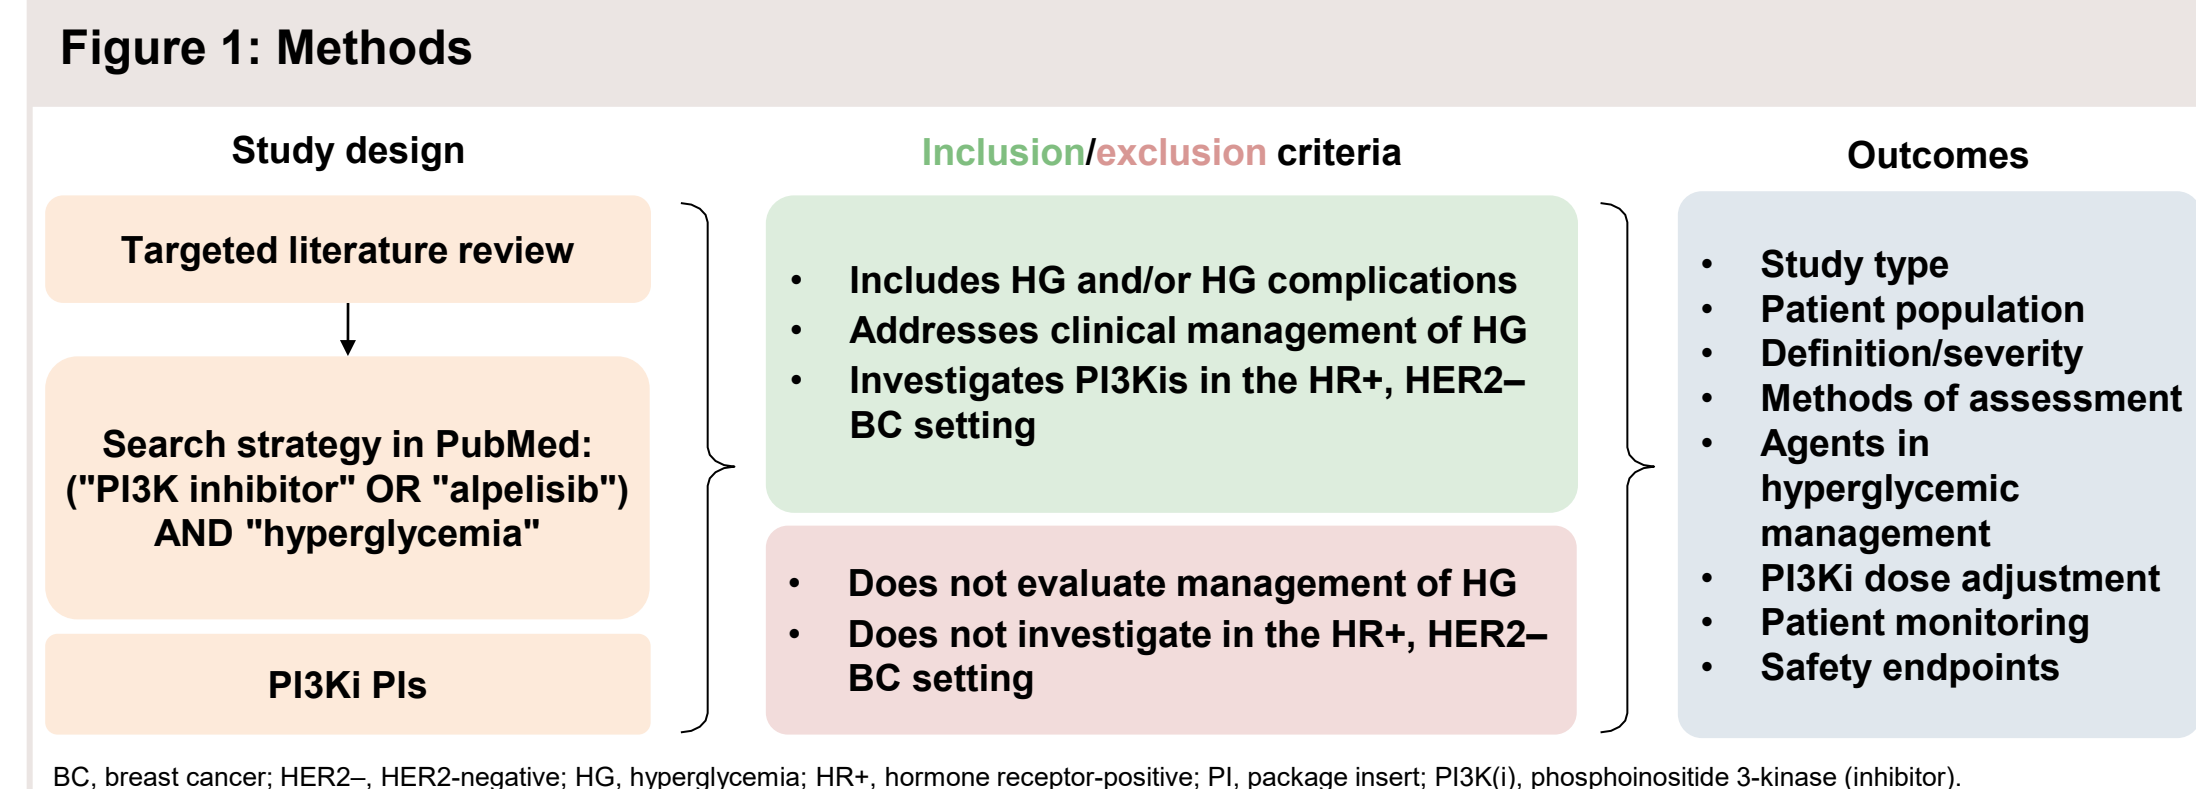 Figure 1: Methods
Study design
Targeted literature review
Search strategy in PubMed:
("PI3K inhibitor" OR "alpelisib")
AND "hyperglycemia"
PI3Ki PIs
Inclusion/exclusion criteria
• Includes HG and/or HG complications
• Addresses clinical management of HG
• Investigates PI3Kis in the HR+, HER2–
BC setting
• Does not evaluate management of HG
• Does not investigate in the HR+, HER2–
BC setting
Outcomes
• Study type
• Patient population
• Definition/severity
• Methods of assessment
• Agents in
hyperglycemic
management
• PI3Ki dose adjustment
• Patient monitoring
• Safety endpoints
BC, breast cancer; HER2–, HER2-negative; HG, hyperglycemia; HR+, hormone receptor-positive; PI, package insert; PI3K(i), phosphoinositide 3-kinase (inhibitor).